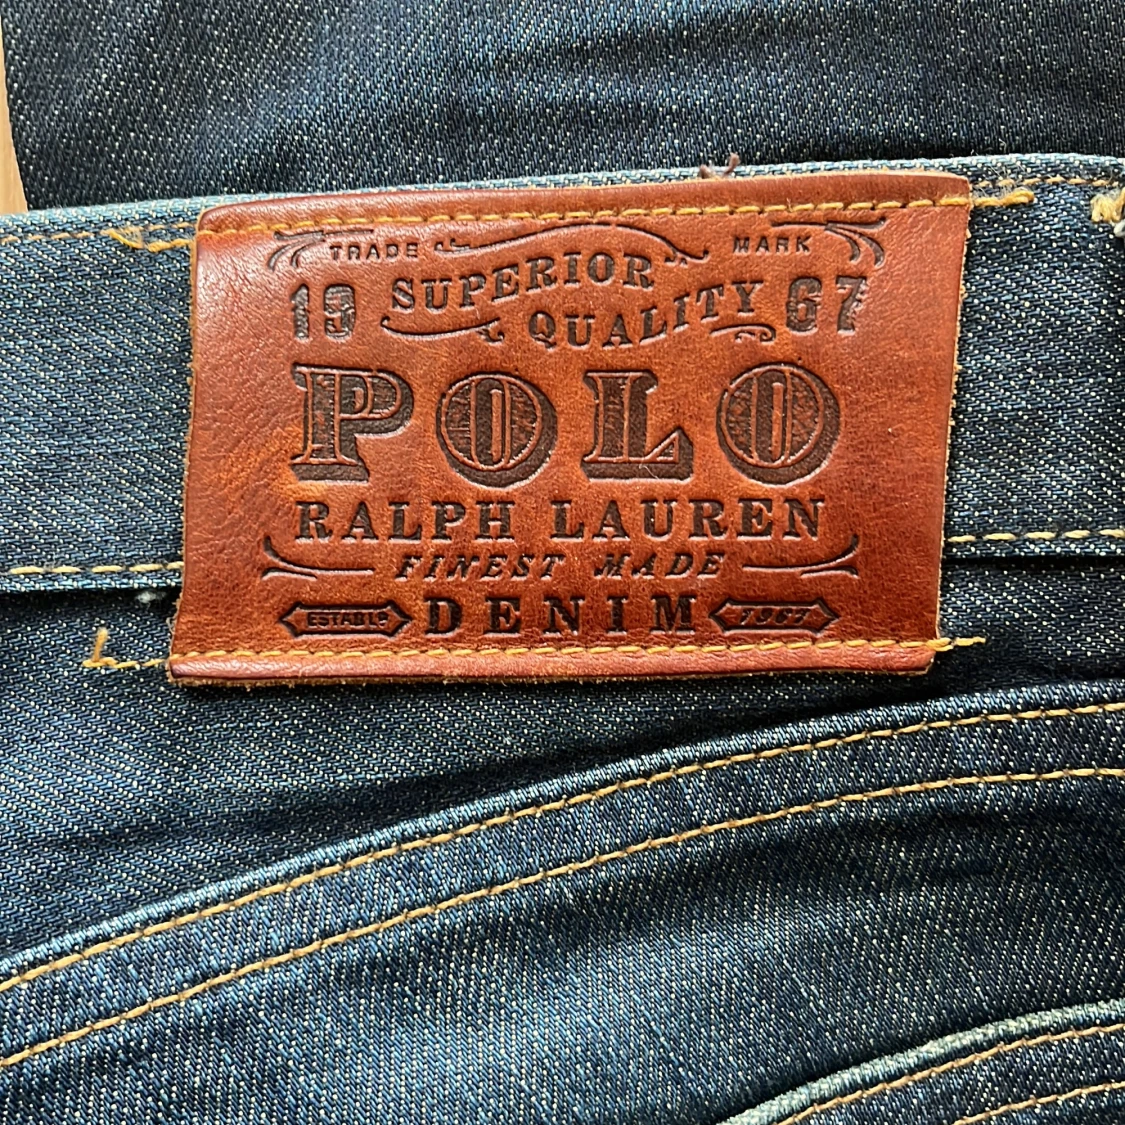 TRADE MARK
19 SUPERIOR 67
QUALITY
POLO
RALPH LAUREN
FINEST MADE
ESTABLD DENIM 1967